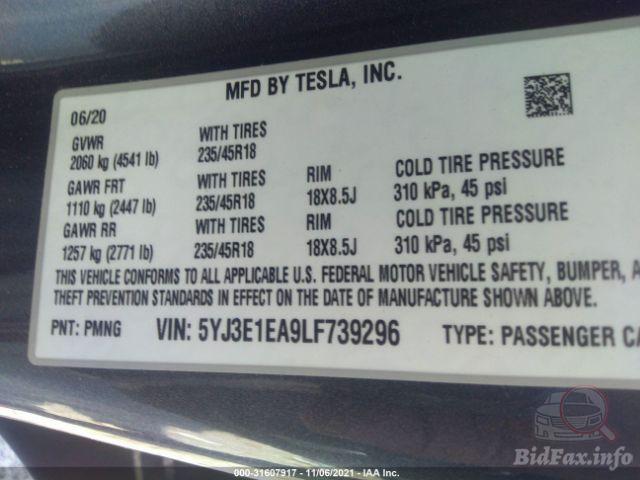 MFD BY TESLA, INC.
06/20
GVWR
2060 kg (4541 lb) WITH TIRES 235/45R18
GAWR FRT WITH TIRES RIM COLD TIRE PRESSURE
1110 kg (2447 lb) 235/45R18 18X8.5J 310 kPa, 45 psi
GAWR RR WITH TIRES RIM COLD TIRE PRESSURE
1257 kg (2771 lb) 235/45R18 18X8.5J 310 kPa, 45 psi
THIS VEHICLE CONFORMS TO ALL APPLICABLE U.S. FEDERAL MOTOR VEHICLE SAFETY, BUMPER, A
THEFT PREVENTION STANDARDS IN EFFECT ON THE DATE OF MANUFACTURE SHOWN ABOVE.
PNT: PMNG VIN: 5YJ3E1EA9LF739296 TYPE: PASSENGER CA
000-31607917 - 11/06/2021 - IAA Inc.
BidFax.info